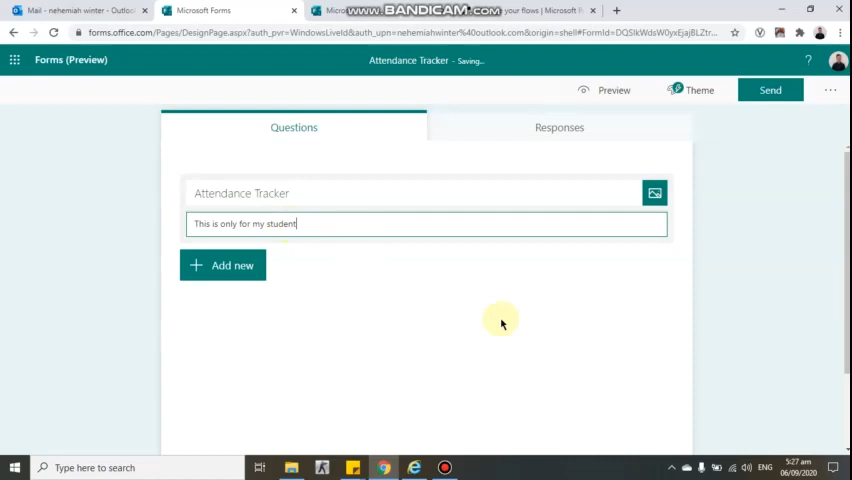 Mail - nehemiah winter - Outloo
Microsoft Forms
Micros
your flows | Microsoft P
WWW.BANDICAM.COM
forms.office.com/Pages/DesignPage.aspx?auth_pvr=WindowsLiveId&auth_upn=nehemiahwinter%40outlook.com&origin=shell#FormId=DQSIkWdsW0yxEjajBLZtr...
Forms (Preview)
Attendance Tracker - Saving...
?
Preview
Theme
Send
Questions
Responses
Attendance Tracker
This is only for my student
Add new
Type here to search
ENG
5:27 am
06/09/2020